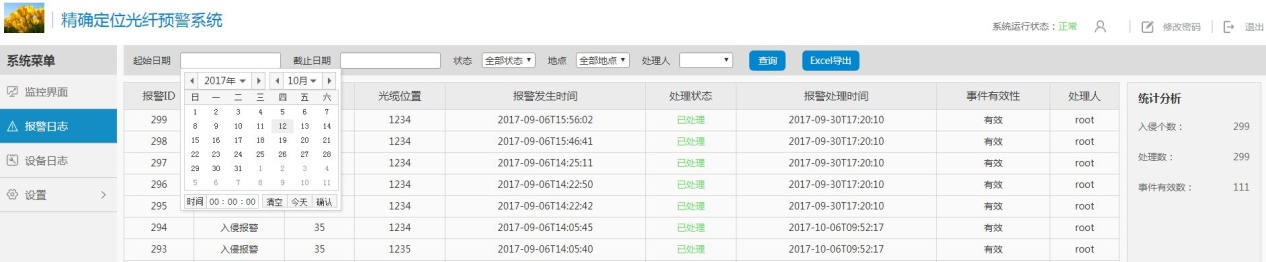 精确定位光纤预警系统
系统运行状态：正常 修改密码 退出
系统菜单
监控界面
报警日志
设备日志
设置
起始日期 截止日期 状态 全部状态 地点 全部地点 处理人 查询 Excel导出
2017年 10月
日 一 二 三 四 五 六
1 2 3 4 5 6 7
8 9 10 11 12 13 14
15 16 17 18 19 20 21
22 23 24 25 26 27 28
29 30 31 1 2 3 4
5 6 7 8 9 10 11
时间 00 : 00 : 00 清空 今天 确认
报警ID 光缆位置 报警发生时间 处理状态 报警处理时间 事件有效性 处理人
299 1234 2017-09-06T15:56:02 已处理 2017-09-30T17:20:10 有效 root
298 1234 2017-09-06T15:46:41 已处理 2017-09-30T17:20:10 有效 root
297 1234 2017-09-06T14:25:11 已处理 2017-09-30T17:20:10 有效 root
296 1234 2017-09-06T14:22:50 已处理 2017-09-30T17:20:10 有效 root
295 1234 2017-09-06T14:22:42 已处理 2017-09-30T17:20:10 有效 root
294 入侵报警 35 1234 2017-09-06T14:05:45 已处理 2017-10-06T09:52:17 有效 root
293 入侵报警 35 1235 2017-09-06T14:05:40 已处理 2017-10-06T09:52:17 有效 root
统计分析
入侵个数： 299
处理数： 299
事件有效数： 111